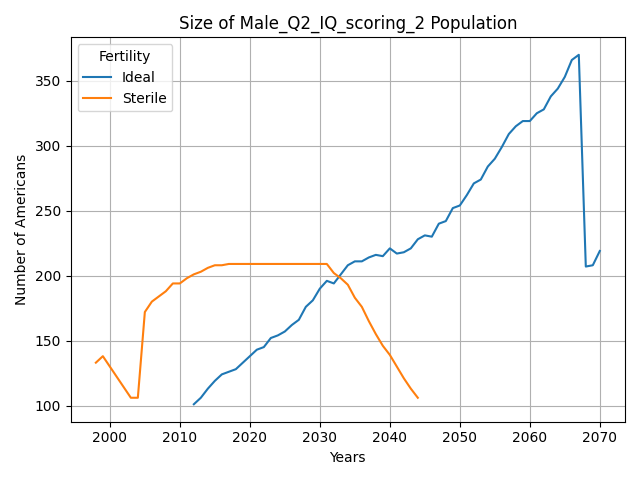 Size of Male_Q2_IQ_scoring_2 Population
Fertility
Ideal
Sterile
Number of Americans
350
300
250
200
150
100
2000 2010 2020 2030 2040 2050 2060 2070
Years